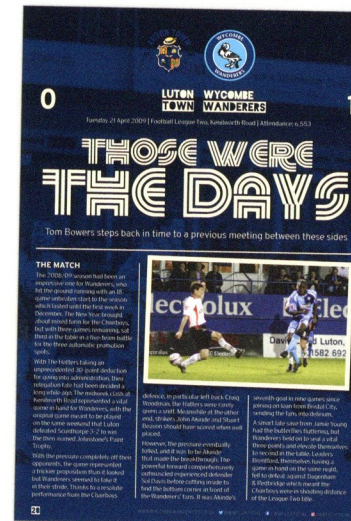 0
1
LUTON TOWN
WYCOMBE WANDERERS
Tuesday 21 April 2009 | Football League Two, Kenilworth Road | Attendance: 6,553
THOSE WERE
THE DAYS
Tom Bowers steps back in time to a previous meeting between these sides
THE MATCH
The 2008/09 season had been an
impressive one for Wanderers, who
hit the ground running with an 18-
game unbeaten start to the season
which lasted until the first week in
December. The New Year brought
about mixed form for the Chairboys,
but with three games remaining, sat
third in the table in a five-team battle
for the three automatic promotion
spots.
With The Hatters taking an
unprecedented 30-point deduction
for going into administration, their
relegation fate had been decided a
long while ago. The midweek clash at
Kenilworth Road represented a vital
game in hand for Wanderers, with the
original game meant to be played
on the same weekend that Luton
defeated Scunthorpe 3-2 to win
the then named Johnstone's Paint
Trophy.
With the pressure completely off their
opponents, the game represented
a trickier proposition than it looked
but Wanderers seemed to take it
in their stride. Thanks to a resolute
performance from the Chairboys
defence, in particular left back Craig
Woodman, the Hatters were rarely
given a sniff. Meanwhile at the other
end, strikers John Akinde and Stuart
Beavon should have scored when well
placed.
However, the pressure eventually
talked, and it was to be Akinde
that made the breakthrough. The
powerful forward comprehensively
outmuscled experienced defender
Sol Davis before cutting inside to
find the bottom corner in front of
the Wanderers' fans. It was Akinde's
seventh goal in nine games since
joining on loan from Bristol City,
sending the fans into delirium.
A small late save from Jamie Young
had the butterflies fluttering, but
Wanderers held on to seal a vital
three points and elevate themselves
to second in the table. Leaders
Brentford, themselves having a
game in hand on the same night,
fell to defeat against Dagenham
& Redbridge which meant the
Chairboys were in shooting distance
of the League Two title.
ectrolux
Elec
David
d Luton,
01582 692
28